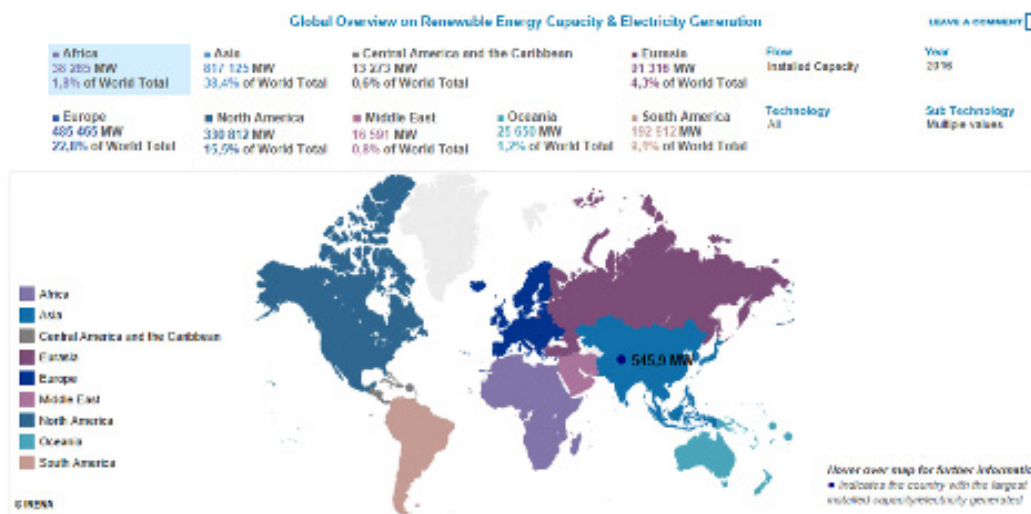 Global Overview on Renewable Energy Capacity & Electricity Generation
LEAVE A COMMENT
Africa
38 285 MW
1,8% of World Total
Asia
817 125 MW
38,4% of World Total
Central America and the Caribbean
13 273 MW
0,6% of World Total
Eurasia
91 316 MW
4,3% of World Total
Flow
Installed Capacity
Year
2016
Europe
485 465 MW
22,8% of World Total
North America
330 812 MW
15,5% of World Total
Middle East
16 591 MW
0,8% of World Total
Oceania
25 650 MW
1,2% of World Total
South America
192 912 MW
9,1% of World Total
Technology
All
Sub Technology
Multiple values
Africa
Asia
Central America and the Caribbean
Eurasia
Europe
Middle East
North America
Oceania
South America
545,9 MW
Hover over map for further informatio
indicates the country with the largest
installed capacity/electricity generated
© IRENA